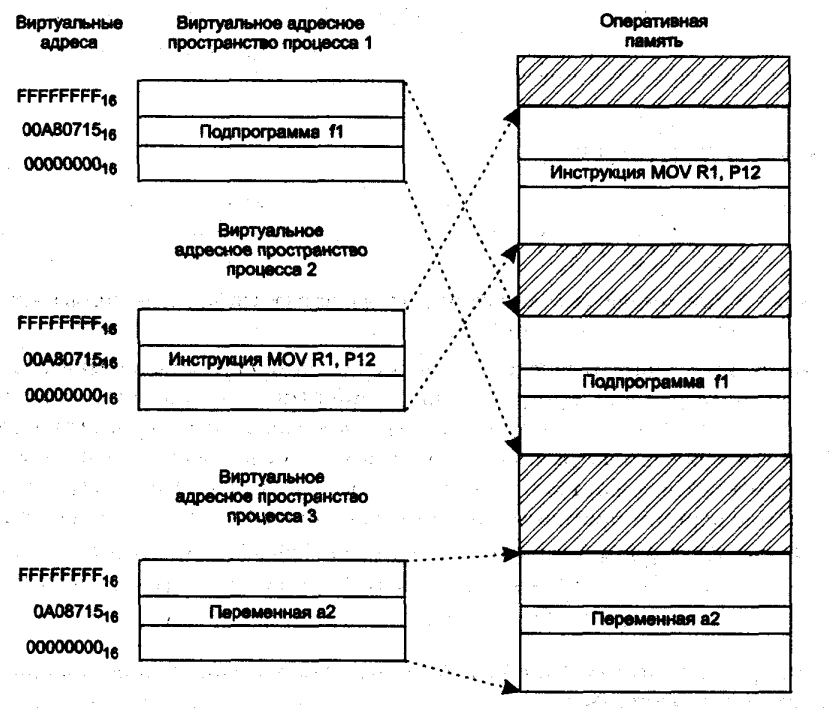 Виртуальные
адреса
Виртуальное адресное
пространство процесса 1
Оперативная
память
FFFFFFFF₁₆
00A80715₁₆
Подпрограмма f1
00000000₁₆
Инструкция MOV R1, P12
Виртуальное
адресное пространство
процесса 2
FFFFFFFF₁₆
00A80715₁₆
Инструкция MOV R1, P12
00000000₁₆
Подпрограмма f1
Виртуальное
адресное пространство
процесса 3
FFFFFFFF₁₆
0A08715₁₆
Переменная a2
00000000₁₆
Переменная a2